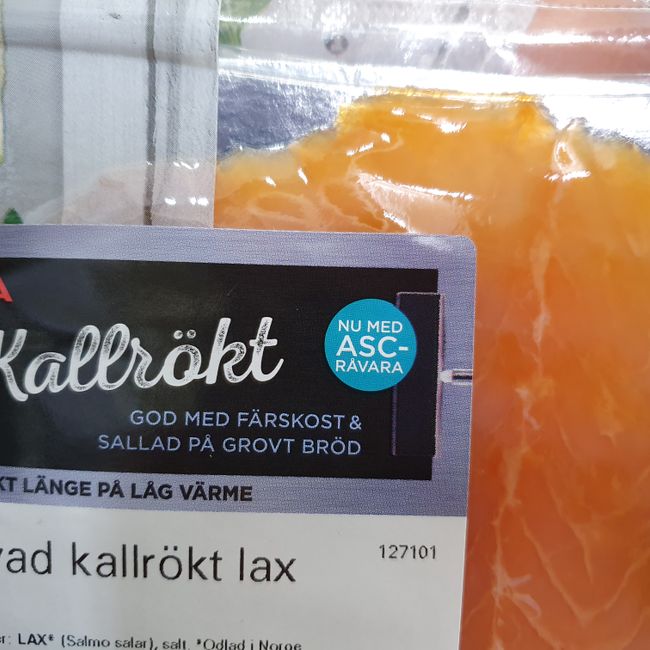 A
Kallrökt
NU MED
ASC-
RÅVARA
GOD MED FÄRSKOST &
SALLAD PÅ GROVT BRÖD
KT LÄNGE PÅ LÅG VÄRME
vad kallrökt lax
127101
er: LAX* (Salmo salar), salt. *Odlad i Norge